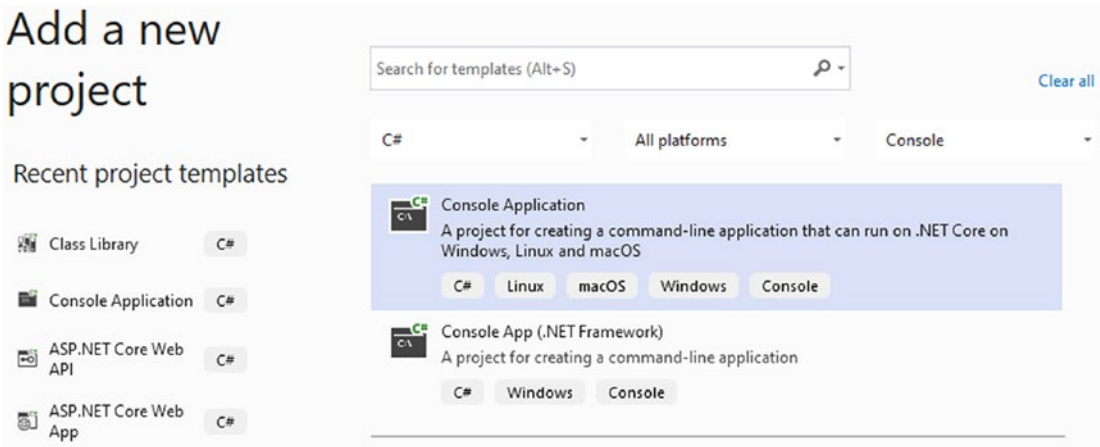 Add a new
project
Recent project templates
Class Library C#
Console Application C#
ASP.NET Core Web
API C#
ASP.NET Core Web
App C#
Search for templates (Alt+S)
Clear all
C# All platforms Console
C# C:\ Console Application
A project for creating a command-line application that can run on .NET Core on
Windows, Linux and macOS
C# Linux macOS Windows Console
C# C:\ Console App (.NET Framework)
A project for creating a command-line application
C# Windows Console